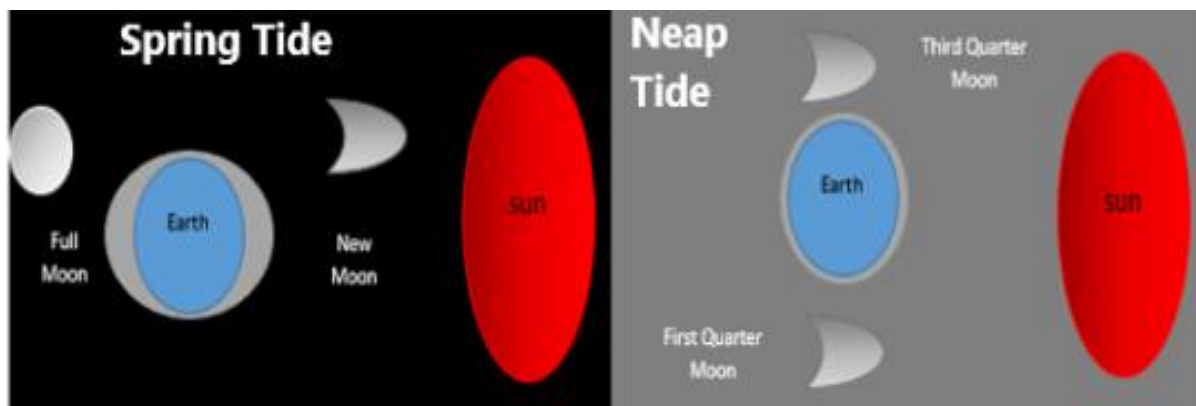 Spring Tide
Earth
Full
Moon
New
Moon
sun
Neap
Tide
Third Quarter
Moon
Earth
sun
First Quarter
Moon